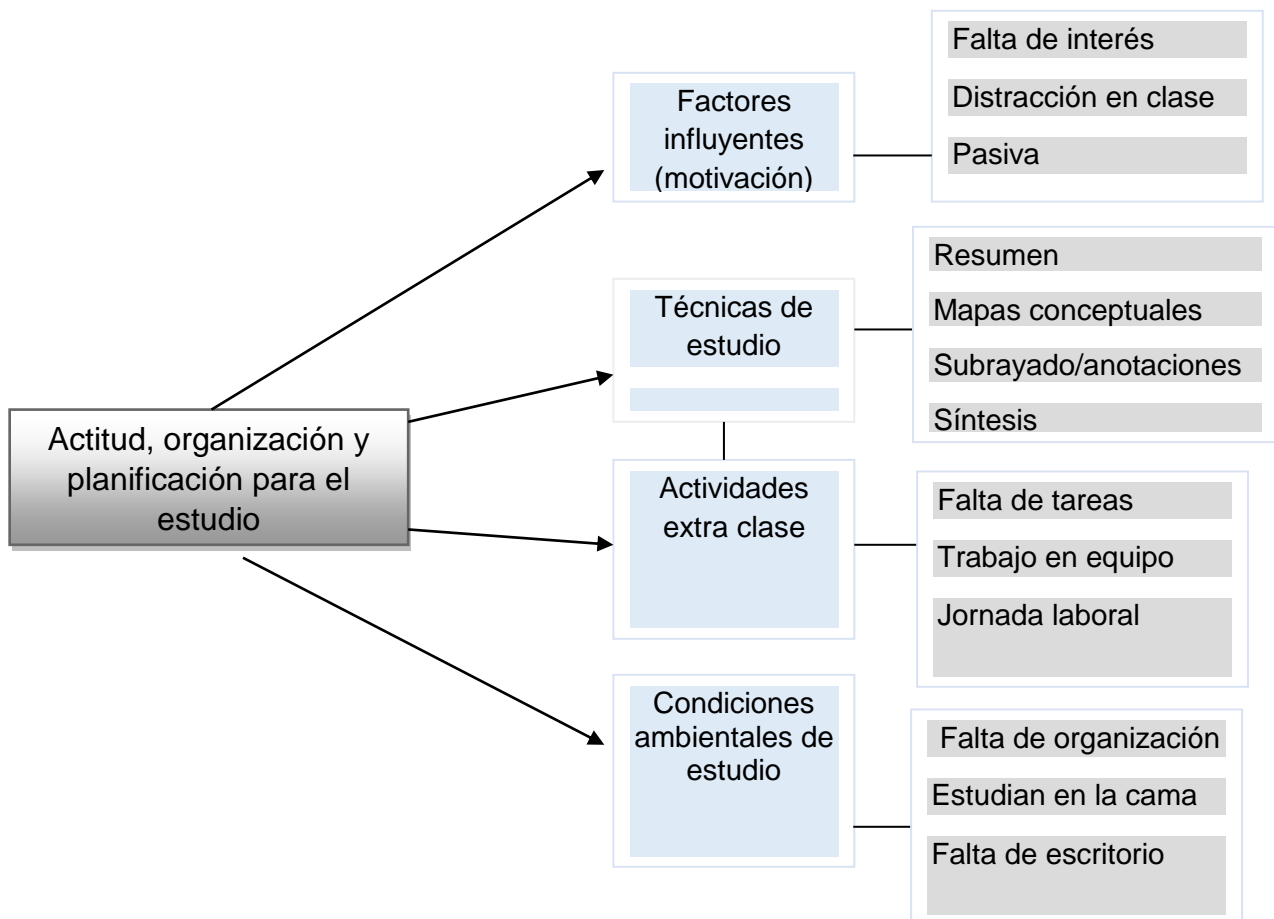 Actitud, organización y
planificación para el
estudio
Factores
influyentes
(motivación)
Falta de interés
Distracción en clase
Pasiva
Técnicas de
estudio
Resumen
Mapas conceptuales
Subrayado/anotaciones
Síntesis
Actividades
extra clase
Falta de tareas
Trabajo en equipo
Jornada laboral
Condiciones
ambientales de
estudio
Falta de organización
Estudian en la cama
Falta de escritorio